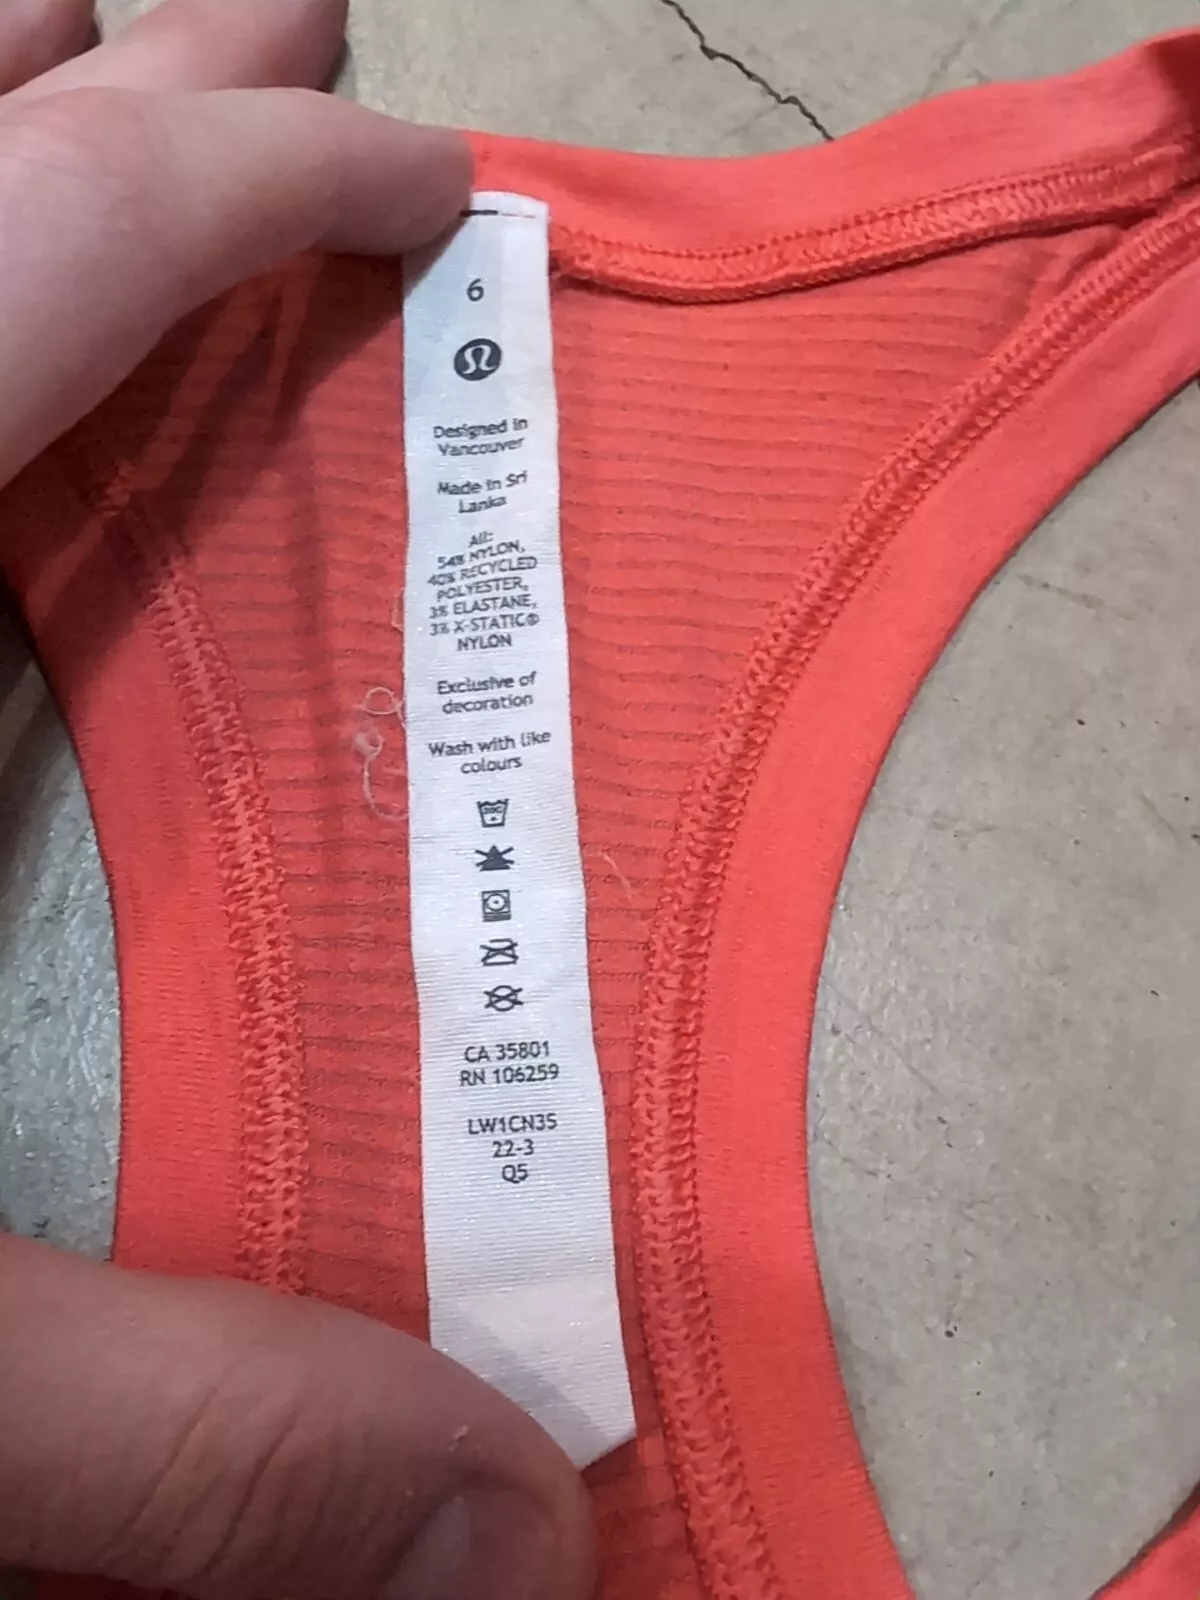 6
Designed in
Vancouver
Made in Sri
Lanka
All:
54% NYLON,
40% RECYCLED
POLYESTER,
3% ELASTANE,
3% X-STATIC®
NYLON
Exclusive of
decoration
Wash with like
colours
30C
CA 35801
RN 106259
LW1CN3S
22-3
Q5